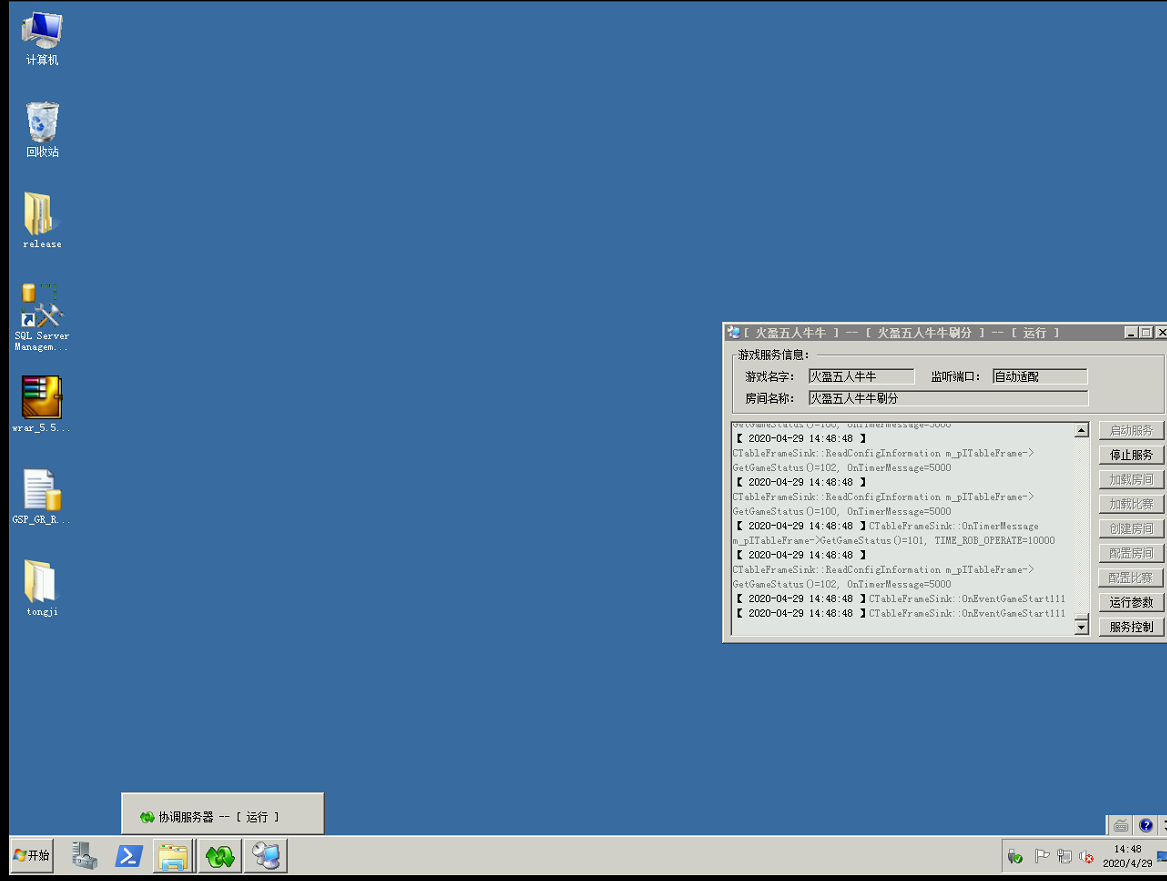 计算机
回收站
release
SQL Server
Managem...
wrar_5.5...
GSP_GR_R...
tongji
[ 火盈五人牛牛 ] -- [ 火盈五人牛牛刷分 ] -- [ 运行 ]
游戏服务信息:
游戏名字: 火盈五人牛牛 监听端口: 自动适配
房间名称: 火盈五人牛牛刷分
GetGameStatus()=100, OnTimerMessage=5000
【 2020-04-29 14:48:48 】
CTableFrameSink::ReadConfigInformation m_pITableFrame->
GetGameStatus()=102, OnTimerMessage=5000
【 2020-04-29 14:48:48 】
CTableFrameSink::ReadConfigInformation m_pITableFrame->
GetGameStatus()=100, OnTimerMessage=5000
【 2020-04-29 14:48:48 】CTableFrameSink::OnTimerMessage
m_pITableFrame->GetGameStatus()=101, TIME_ROB_OPERATE=10000
【 2020-04-29 14:48:48 】
CTableFrameSink::ReadConfigInformation m_pITableFrame->
GetGameStatus()=102, OnTimerMessage=5000
【 2020-04-29 14:48:48 】CTableFrameSink::OnEventGameStart111
【 2020-04-29 14:48:48 】CTableFrameSink::OnEventGameStart111
启动服务
停止服务
加载房间
加载比赛
创建房间
配置房间
配置比赛
运行参数
服务控制
协调服务器 -- [ 运行 ]
开始
14:48
2020/4/29